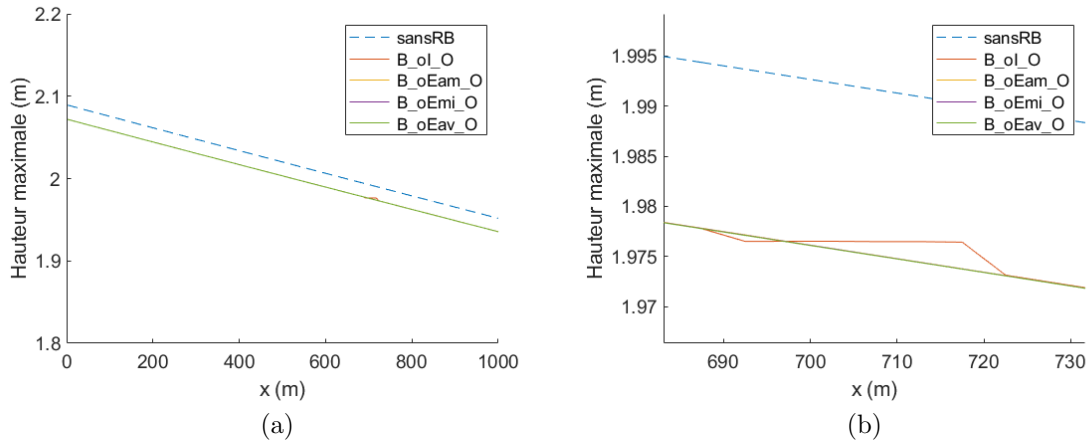 2.2
2.1
2
1.9
1.8
Hauteur maximale (m)
0 200 400 600 800 1000
x (m)
sansRB
B_oI_O
B_oEam_O
B_oEmi_O
B_oEav_O
(a)
1.995
1.99
1.985
1.98
1.975
1.97
Hauteur maximale (m)
690 700 710 720 730
x (m)
sansRB
B_oI_O
B_oEam_O
B_oEmi_O
B_oEav_O
(b)